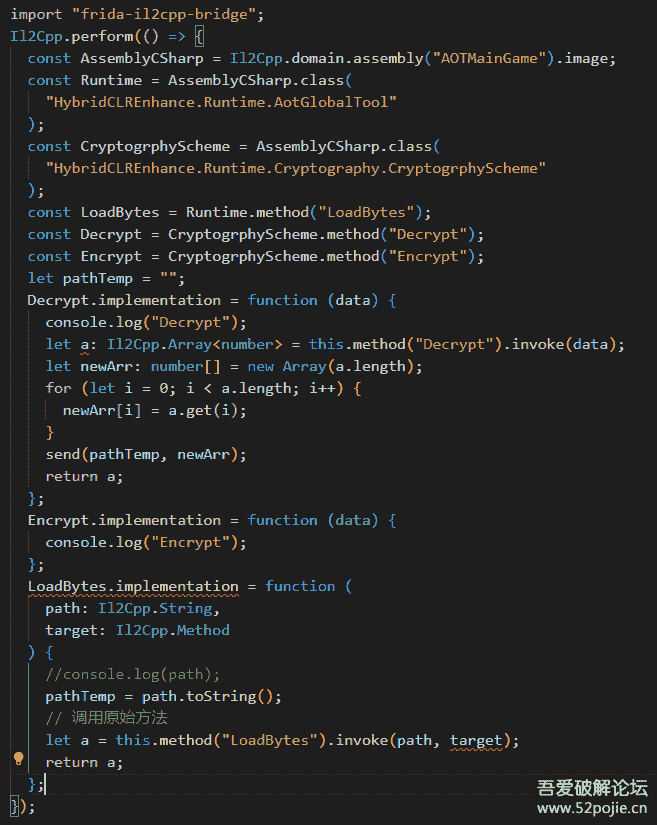 import "frida-il2cpp-bridge";
Il2Cpp.perform(() => {
  const AssemblyCSharp = Il2Cpp.domain.assembly("AOTMainGame").image;
  const Runtime = AssemblyCSharp.class(
    "HybridCLREnhance.Runtime.AotGlobalTool"
  );
  const CryptogrphyScheme = AssemblyCSharp.class(
    "HybridCLREnhance.Runtime.Cryptography.CryptogrphyScheme"
  );
  const LoadBytes = Runtime.method("LoadBytes");
  const Decrypt = CryptogrphyScheme.method("Decrypt");
  const Encrypt = CryptogrphyScheme.method("Encrypt");
  let pathTemp = "";
  Decrypt.implementation = function (data) {
    console.log("Decrypt");
    let a: Il2Cpp.Array<number> = this.method("Decrypt").invoke(data);
    let newArr: number[] = new Array(a.length);
    for (let i = 0; i < a.length; i++) {
      newArr[i] = a.get(i);
    }
    send(pathTemp, newArr);
    return a;
  };
  Encrypt.implementation = function (data) {
    console.log("Encrypt");
  };
  LoadBytes.implementation = function (
    path: Il2Cpp.String,
    target: Il2Cpp.Method
  ) {
    //console.log(path);
    pathTemp = path.toString();
    // 调用原始方法
    let a = this.method("LoadBytes").invoke(path, target);
    return a;
  };
});
吾爱破解论坛
www.52pojie.cn